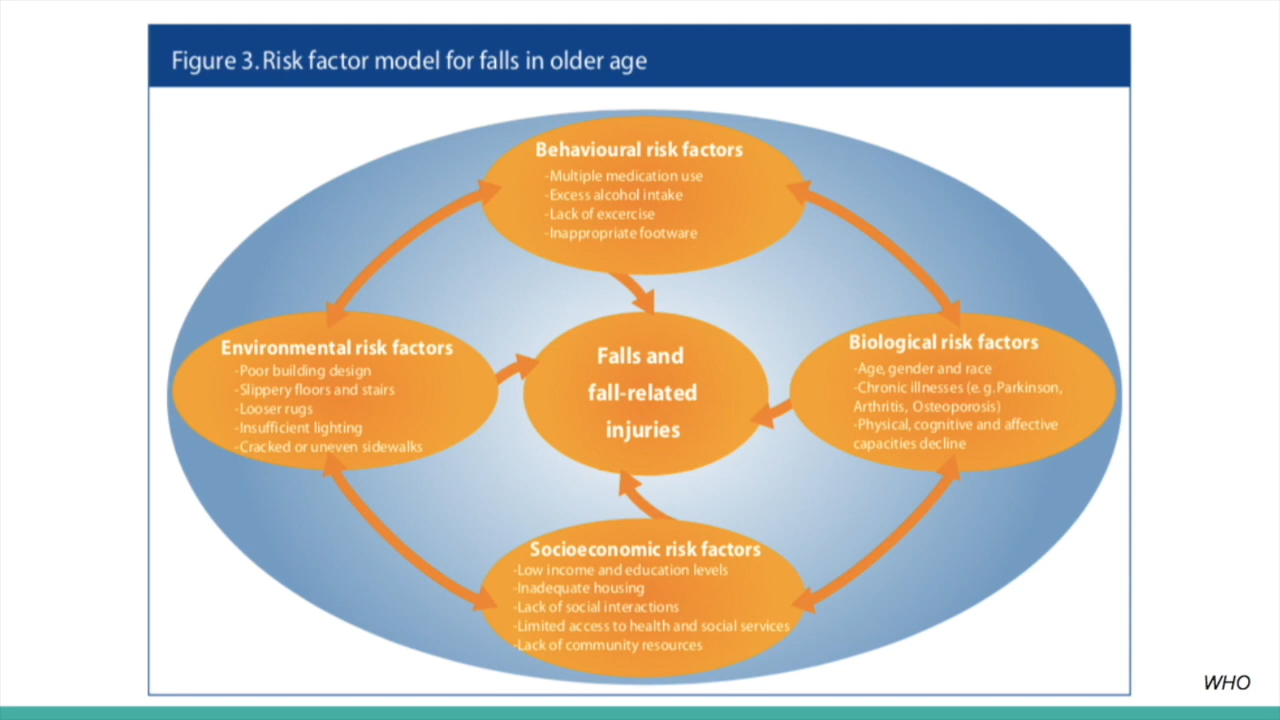 Figure 3. Risk factor model for falls in older age
Behavioural risk factors
-Multiple medication use
-Excess alcohol intake
-Lack of excercise
-Inappropriate footware
Environmental risk factors
-Poor building design
-Slippery floors and stairs
-Looser rugs
-Insufficient lighting
-Cracked or uneven sidewalks
Falls and
fall-related
injuries
Biological risk factors
-Age, gender and race
-Chronic illnesses (e. g. Parkinson,
Arthritis, Osteoporosis)
-Physical, cognitive and affective
capacities decline
Socioeconomic risk factors
-Low income and education levels
-Inadequate housing
-Lack of social interactions
-Limited access to health and social services
-Lack of community resources
WHO